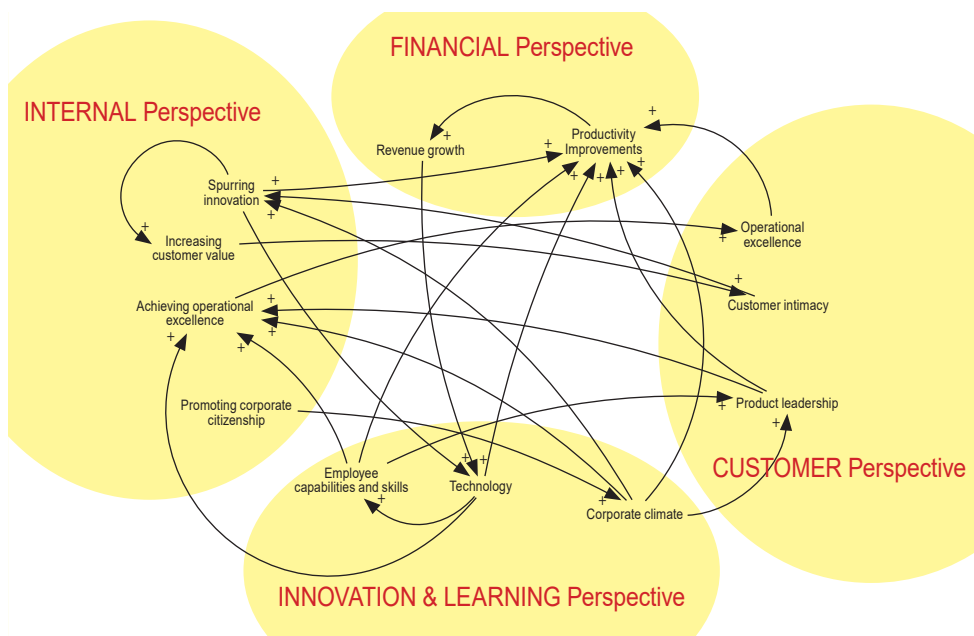 FINANCIAL Perspective
INTERNAL Perspective
+
+
Productivity
Improvements
Revenue growth
+
+
+
+
+
+
+
Spurring
innovation
+
+
+
Increasing
customer value
Operational
excellence
+
+
Customer intimacy
Achieving operational
excellence
+
+
+
+
+
Promoting corporate
citizenship
Product leadership
+
+
CUSTOMER Perspective
+
+
Employee
capabilities and skills
Technology
+
+
Corporate climate
INNOVATION & LEARNING Perspective